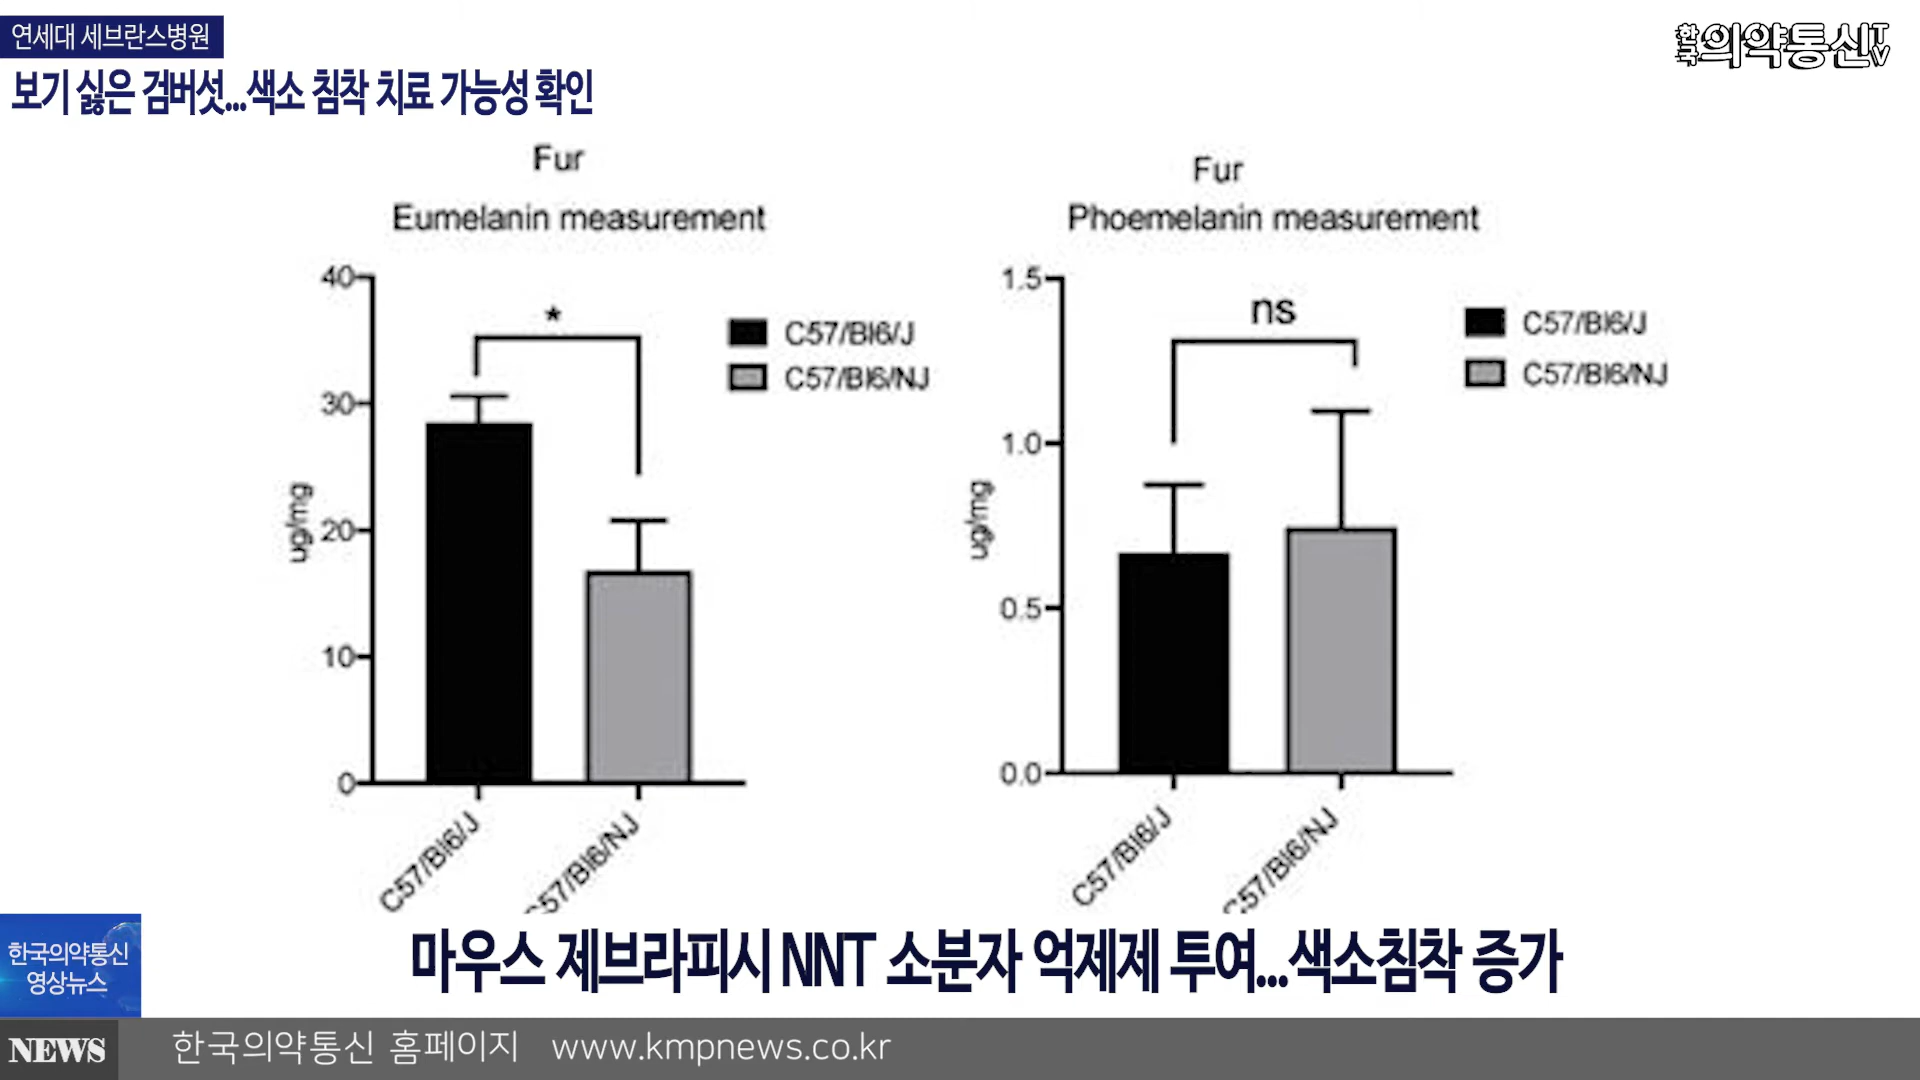 연세대 세브란스병원
한국의약통신TV
보기 싫은 검버섯...색소 침착 치료 가능성 확인
Fur
Eumelanin measurement
40
30
20
10
0
ug/mg
*
C57/Bl6/J
C57/Bl6/NJ
C57/Bl6/J
C57/Bl6/NJ
Fur
Phoemelanin measurement
1.5
1.0
0.5
0.0
ug/mg
ns
C57/Bl6/J
C57/Bl6/NJ
C57/Bl6/J
C57/Bl6/NJ
마우스 제브라피시 NNT 소분자 억제제 투여...색소침착 증가
한국의약통신
영상뉴스
NEWS
한국의약통신 홈페이지 www.kmpnews.co.kr